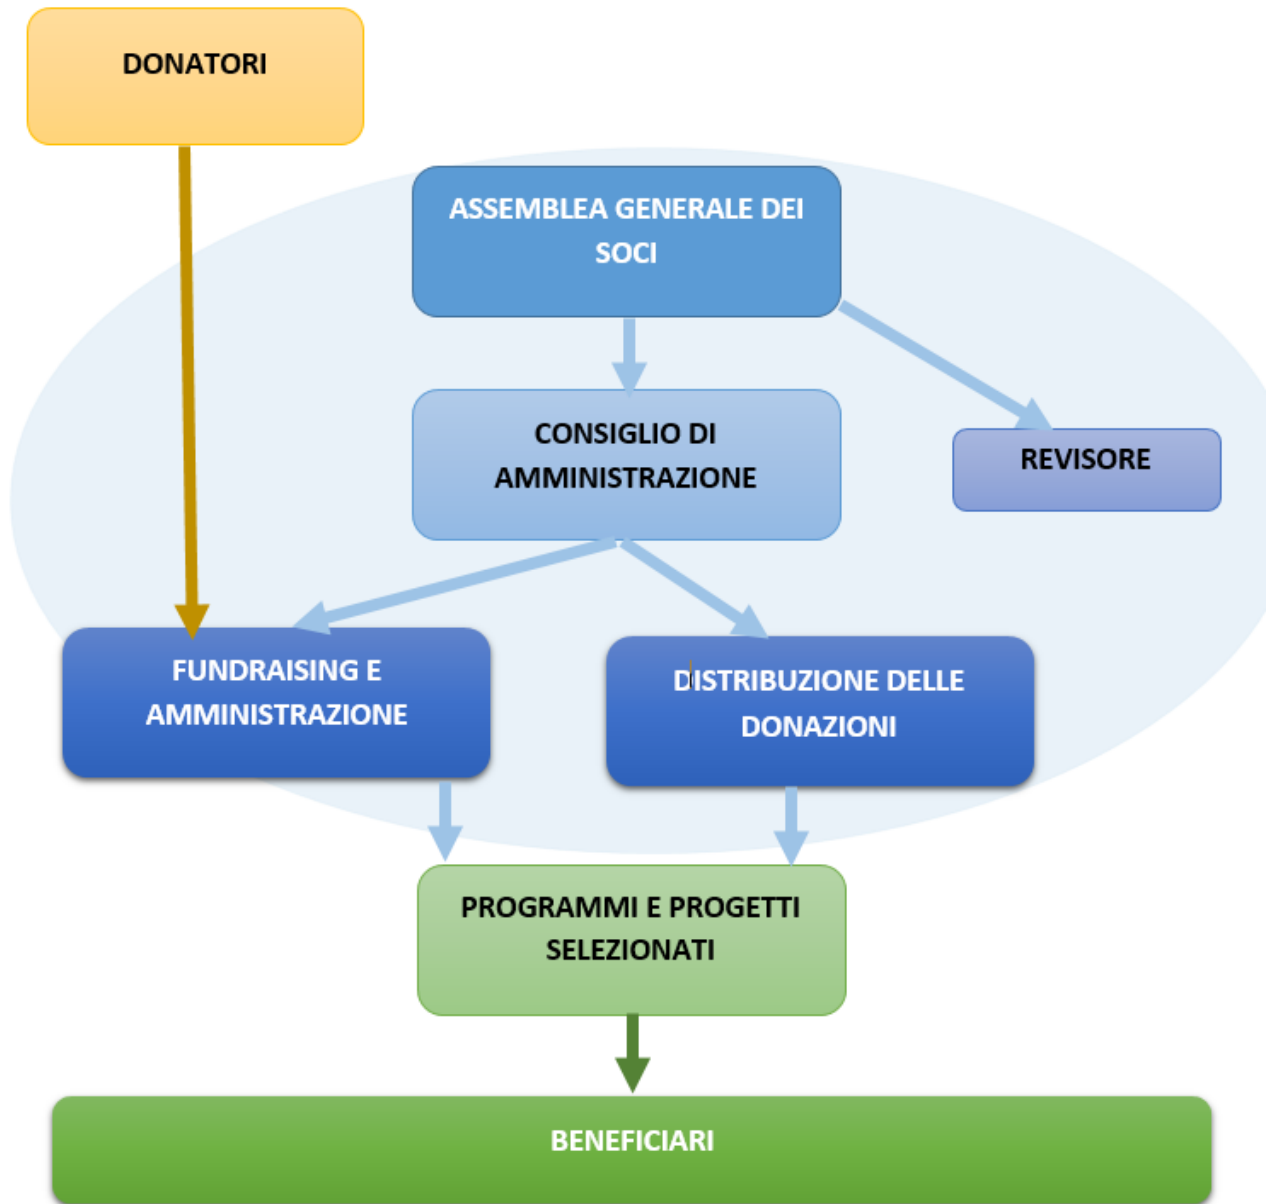 DONATORI
ASSEMBLEA GENERALE DEI
SOCI
CONSIGLIO DI
AMMINISTRAZIONE
REVISORE
FUNDRAISING E
AMMINISTRAZIONE
DISTRIBUZIONE DELLE
DONAZIONI
PROGRAMMI E PROGETTI
SELEZIONATI
BENEFICIARI